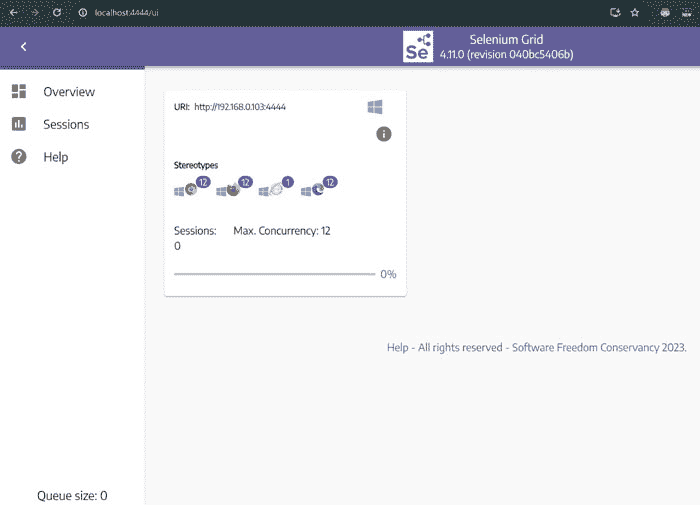 localhost:4444/ui
Se
Selenium Grid
4.11.0 (revision 040bc5406b)
Overview
Sessions
Help
URI: http://192.168.0.103:4444
Stereotypes
12 12 1 12
Sessions: Max. Concurrency: 12
0
0%
Help - All rights reserved - Software Freedom Conservancy 2023.
Queue size: 0